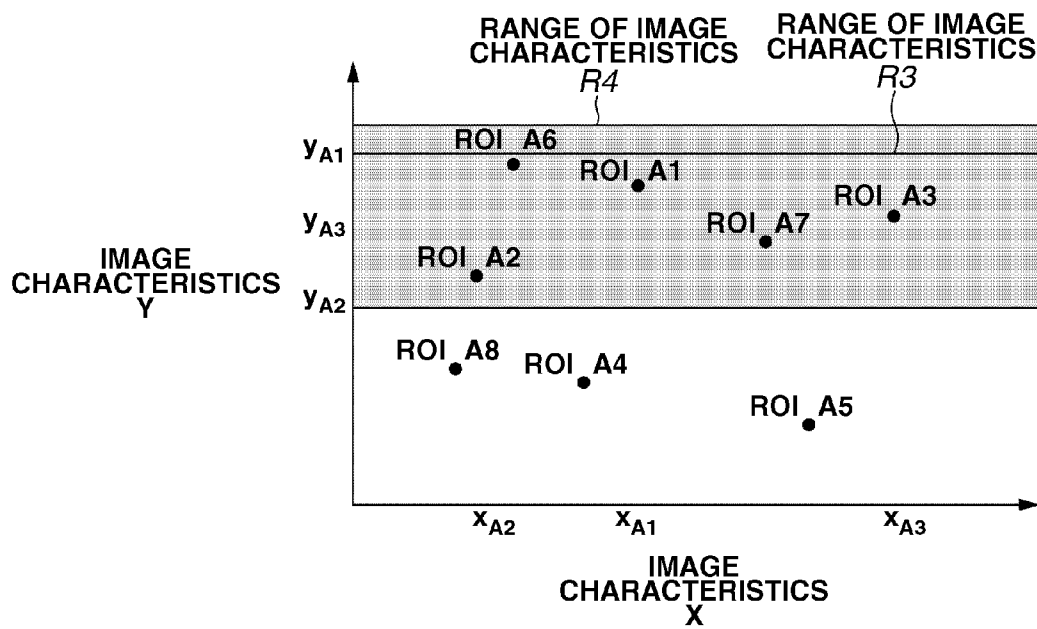 RANGE OF IMAGE CHARACTERISTICS R4
RANGE OF IMAGE CHARACTERISTICS R3
yA1
ROI A6
ROI A1
ROI A3
yA3
ROI A7
ROI A2
IMAGE CHARACTERISTICS Y
yA2
ROI A8
ROI A4
ROI A5
xA2
xA1
xA3
IMAGE
CHARACTERISTICS
X